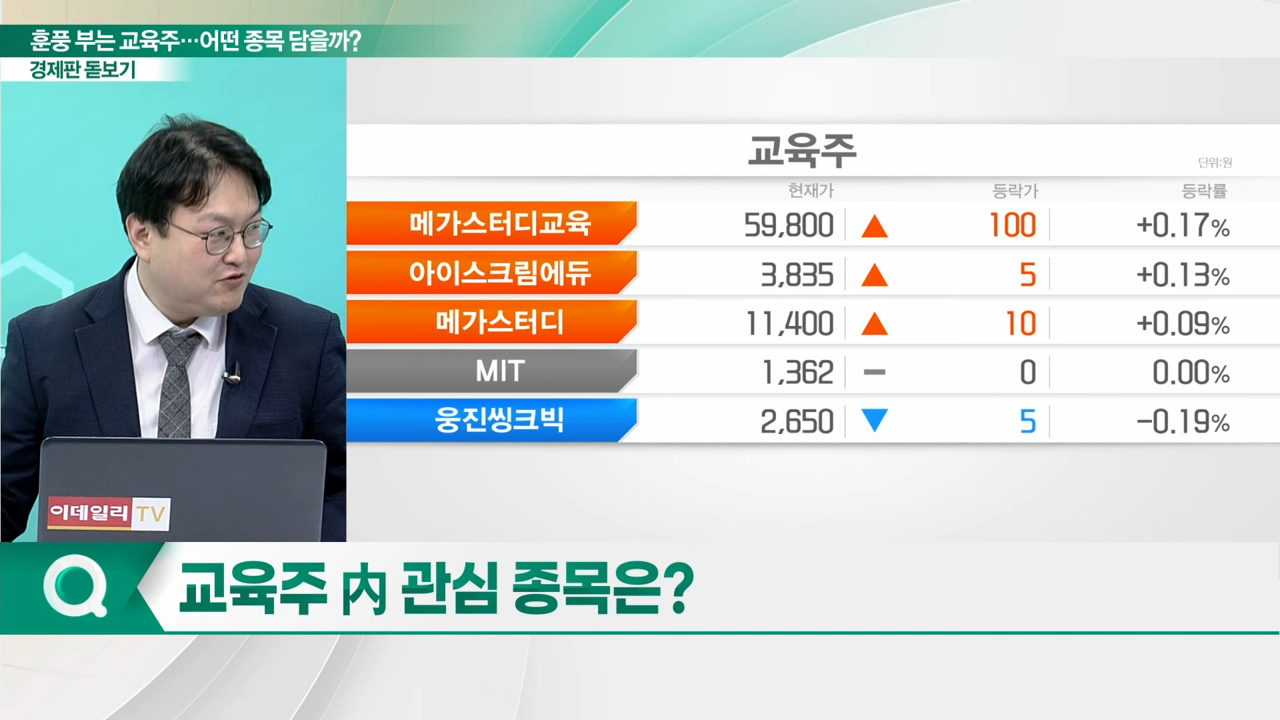 훈풍 부는 교육주…어떤 종목 담을까?
경제판 돋보기
교육주
단위:원
현재가 등락가 등락률
메가스터디교육 59,800 ▲ 100 +0.17%
아이스크림에듀 3,835 ▲ 5 +0.13%
메가스터디 11,400 ▲ 10 +0.09%
MIT 1,362 - 0 0.00%
웅진씽크빅 2,650 ▼ 5 -0.19%
이데일리TV
교육주 內 관심 종목은?